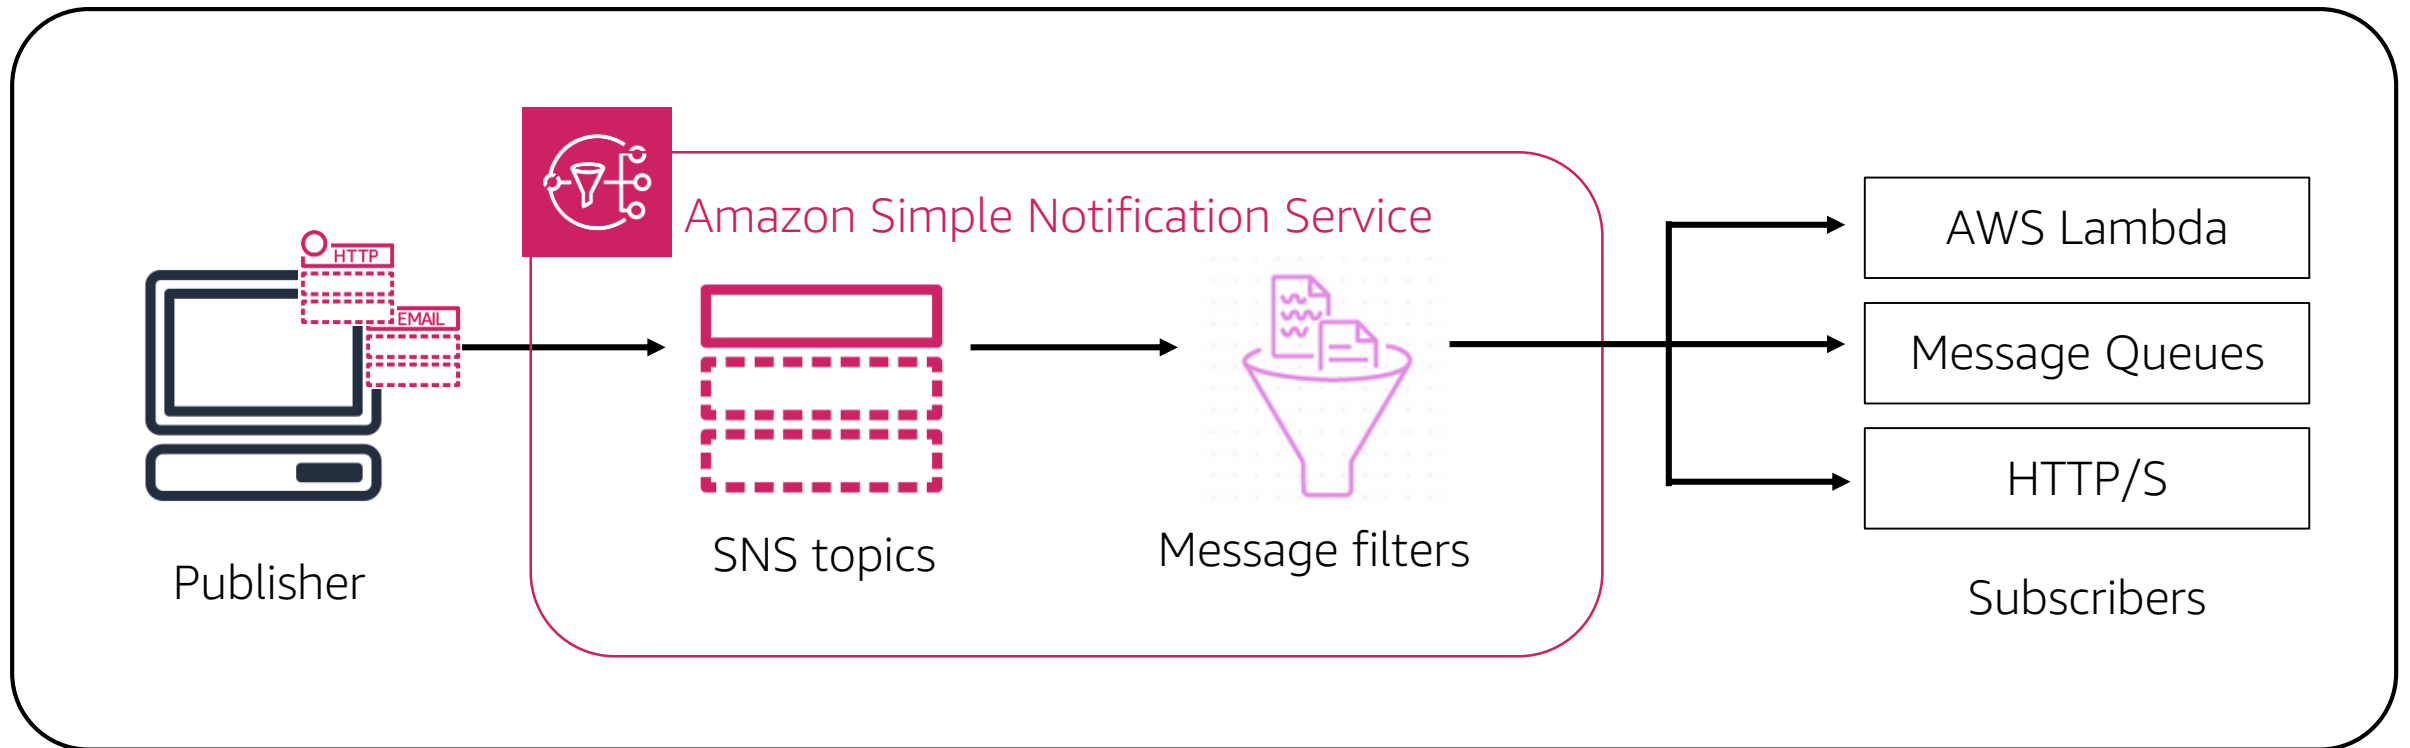 Amazon Simple Notification Service
HTTP
EMAIL
Publisher
SNS topics
Message filters
AWS Lambda
Message Queues
HTTP/S
Subscribers